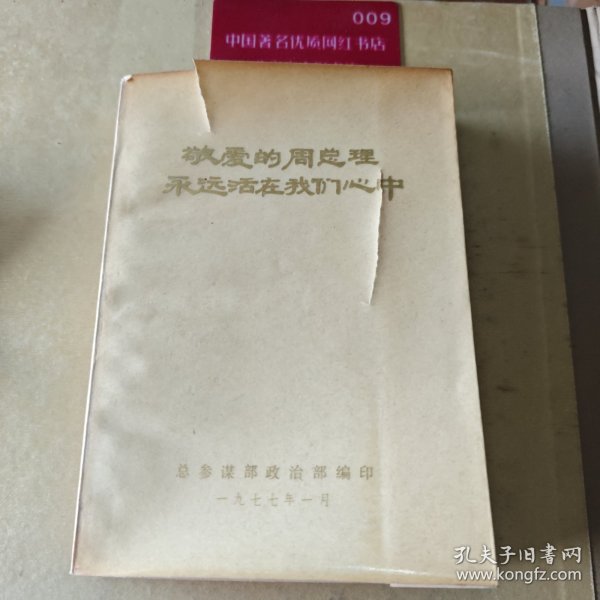 009
中国著名优质网红书店
敬爱的周总理
永远活在我们心中
总参谋部政治部编印
一九七七年一月
孔夫子旧书网
www.kongfz.com